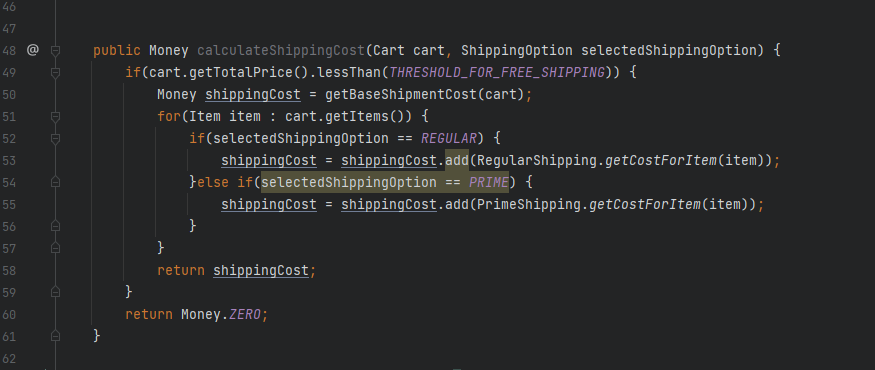 46
47
48 @ public Money calculateShippingCost(Cart cart, ShippingOption selectedShippingOption) {
49 if(cart.getTotalPrice().lessThan(THRESHOLD_FOR_FREE_SHIPPING)) {
50 Money shippingCost = getBaseShipmentCost(cart);
51 for(Item item : cart.getItems()) {
52 if(selectedShippingOption == REGULAR) {
53 shippingCost = shippingCost.add(RegularShipping.getCostForItem(item));
54 }else if(selectedShippingOption == PRIME) {
55 shippingCost = shippingCost.add(PrimeShipping.getCostForItem(item));
56 }
57 }
58 return shippingCost;
59 }
60 return Money.ZERO;
61 }
62